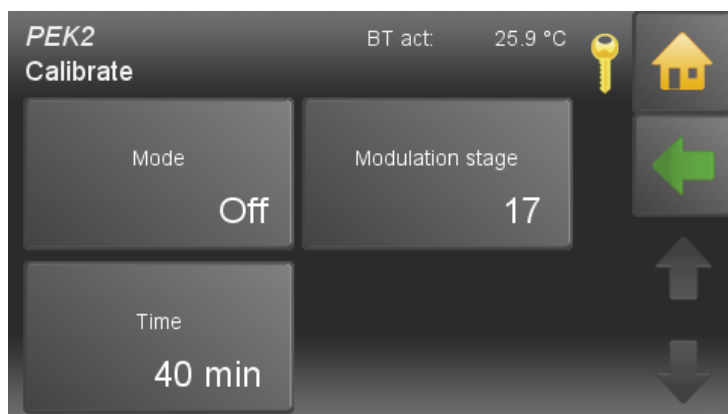 PEK2 BT act: 25.9 °C
Calibrate
Mode
Off
Modulation stage
17
Time
40 min